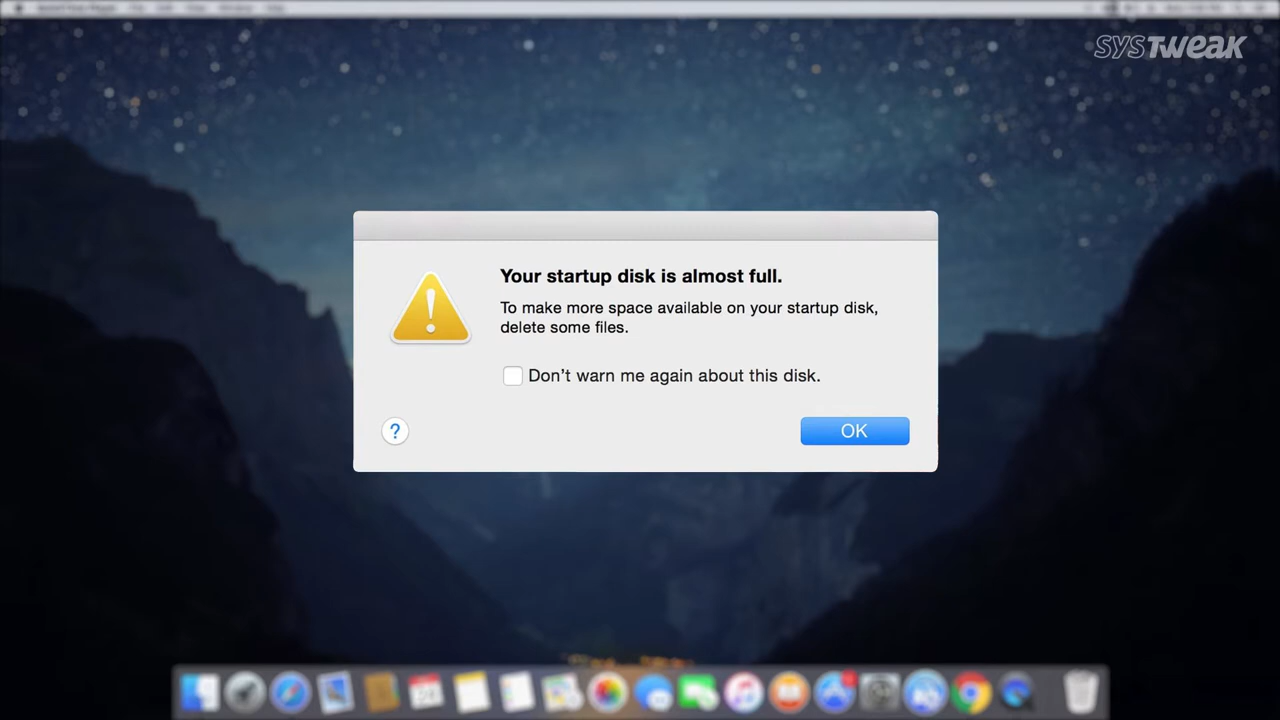 SYSTWEAK
Your startup disk is almost full.
To make more space available on your startup disk,
delete some files.
Don’t warn me again about this disk.
?
OK